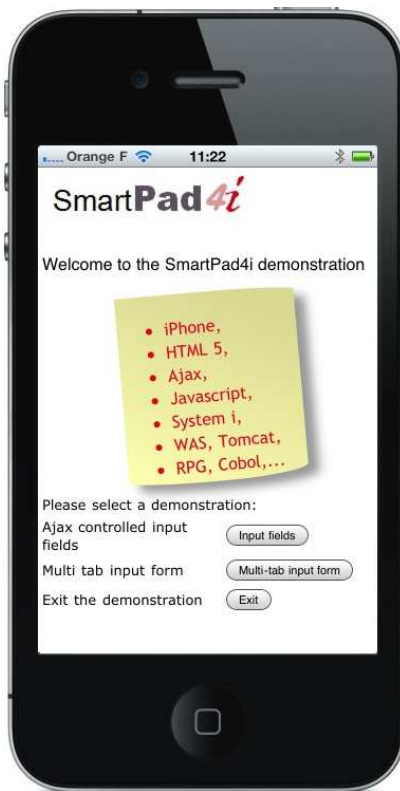 Orange F 11:22
SmartPad4i
Welcome to the SmartPad4i demonstration
• iPhone,
• HTML 5,
• Ajax,
• Javascript,
• System i,
• WAS, Tomcat,
• RPG, Cobol,...
Please select a demonstration:
Ajax controlled input
fields
Input fields
Multi tab input form Multi-tab input form
Exit the demonstration Exit